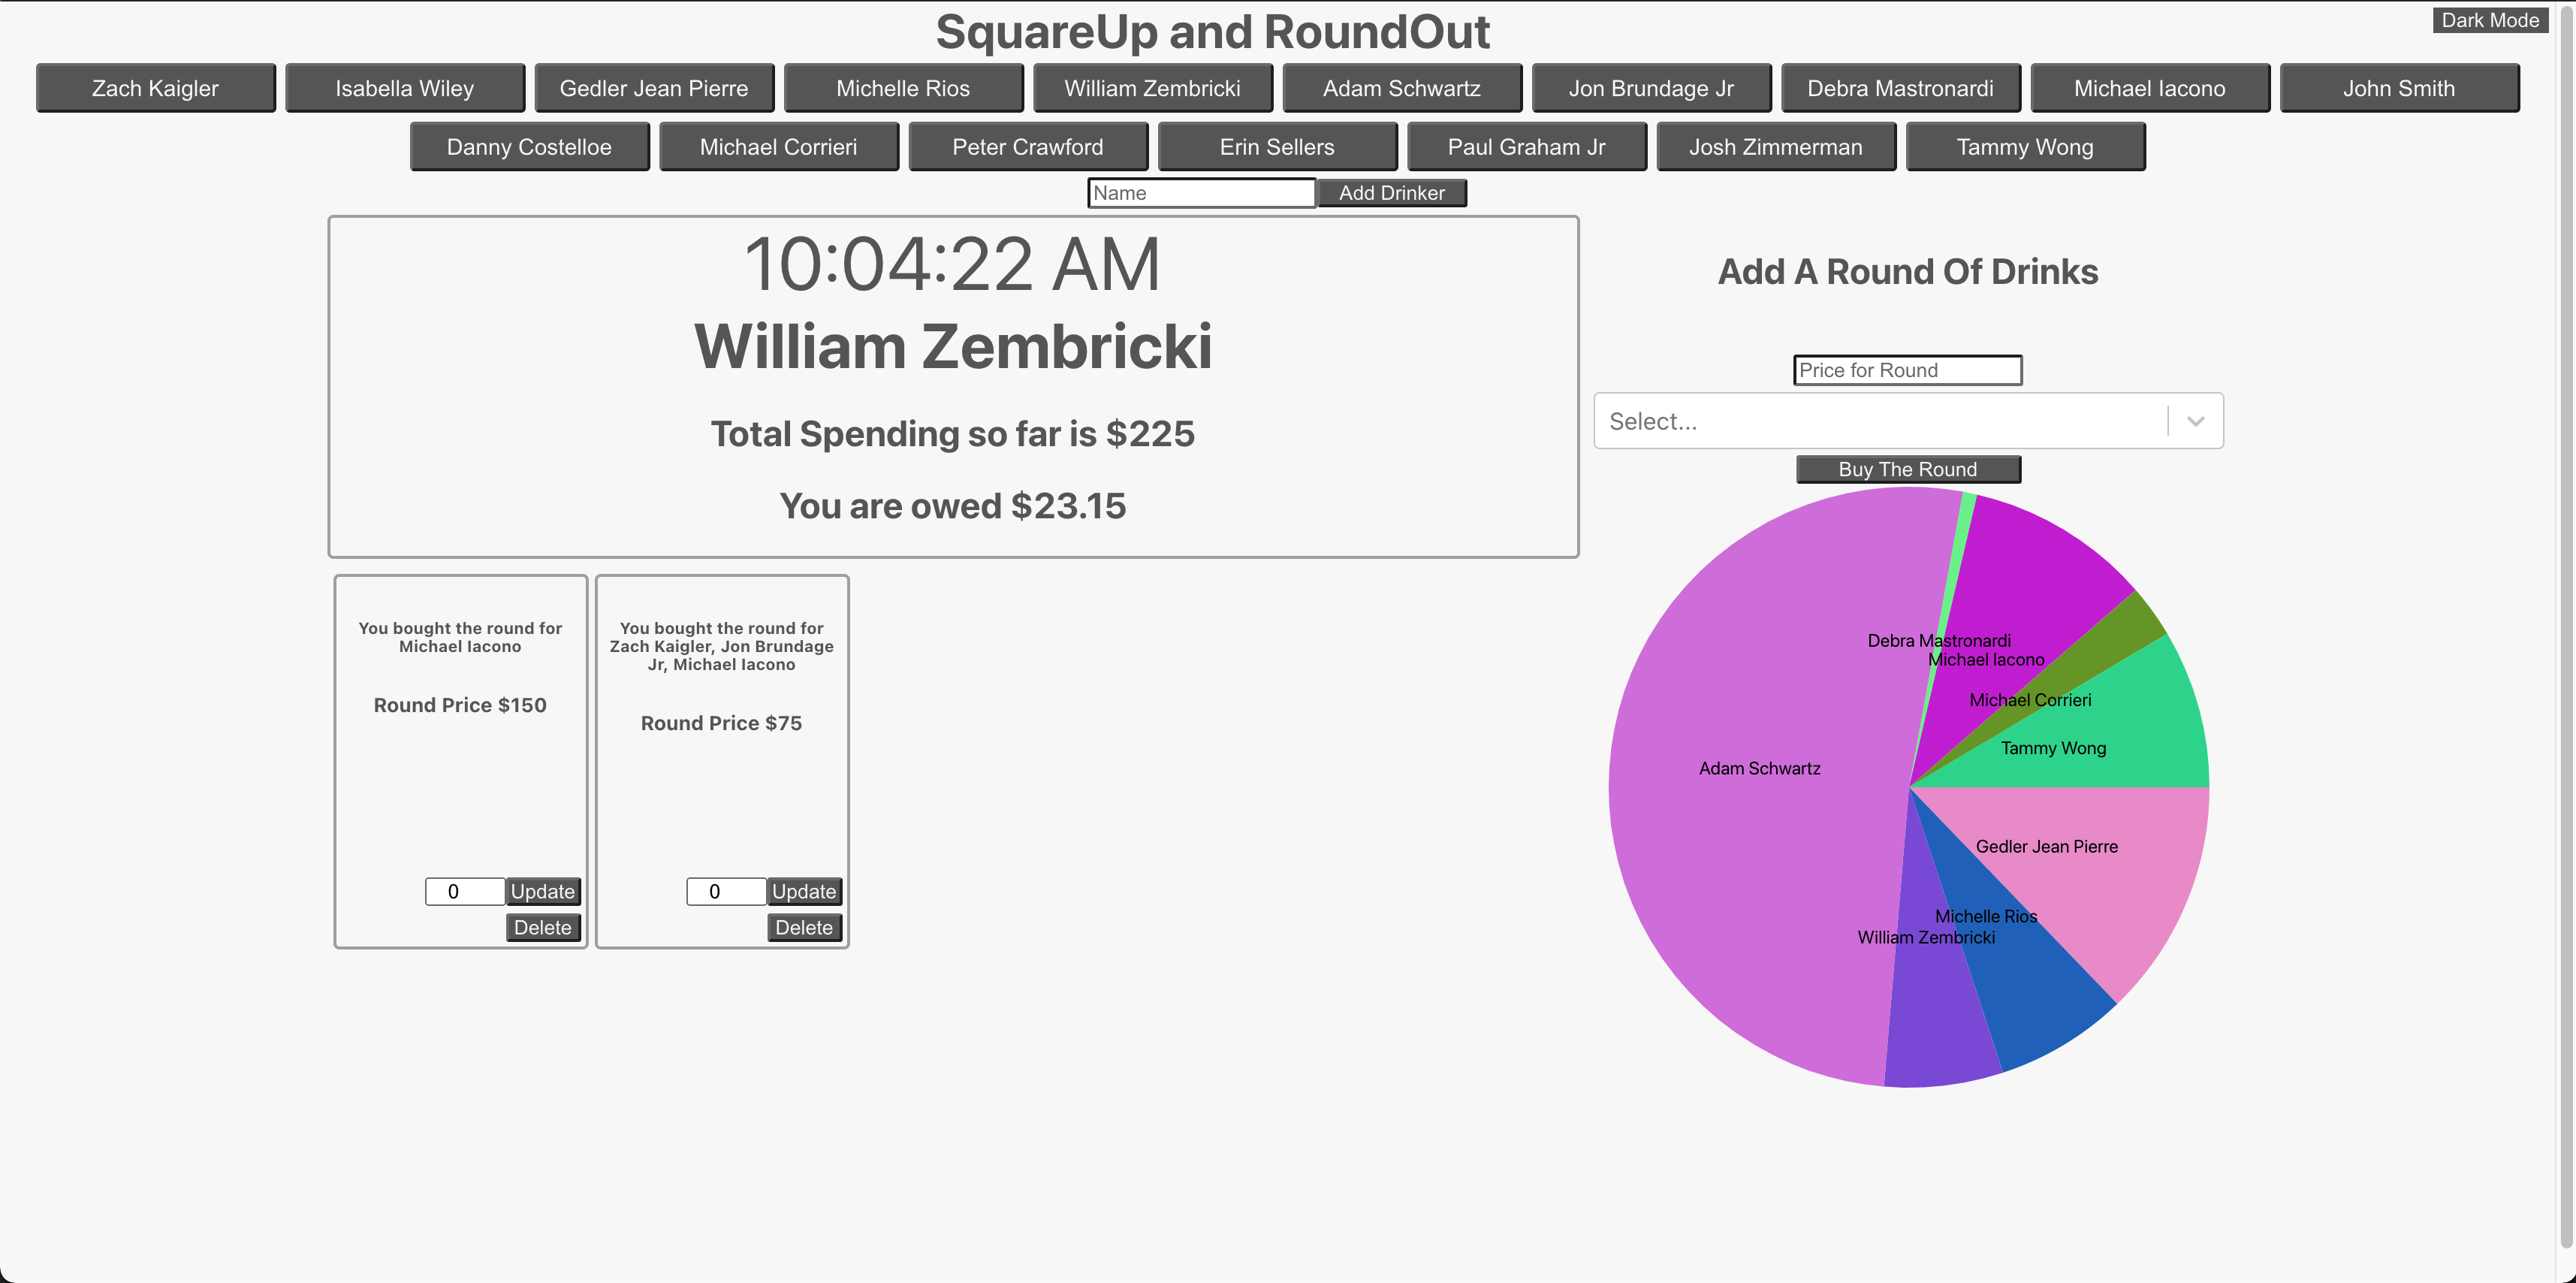 SquareUp and RoundOut
Dark Mode
Zach Kaigler
Isabella Wiley
Gedler Jean Pierre
Michelle Rios
William Zembricki
Adam Schwartz
Jon Brundage Jr
Debra Mastronardi
Michael Iacono
John Smith
Danny Costelloe
Michael Corrieri
Peter Crawford
Erin Sellers
Paul Graham Jr
Josh Zimmerman
Tammy Wong
Name
Add Drinker
10:04:22 AM
William Zembricki
Total Spending so far is $225
You are owed $23.15
You bought the round for
Michael Iacono
Round Price $150
0
Update
Delete
You bought the round for
Zach Kaigler, Jon Brundage
Jr, Michael Iacono
Round Price $75
0
Update
Delete
Add A Round Of Drinks
Price for Round
Select...
Buy The Round
Debra Mastronardi
Michael Iacono
Michael Corrieri
Tammy Wong
Adam Schwartz
Gedler Jean Pierre
Michelle Rios
William Zembricki